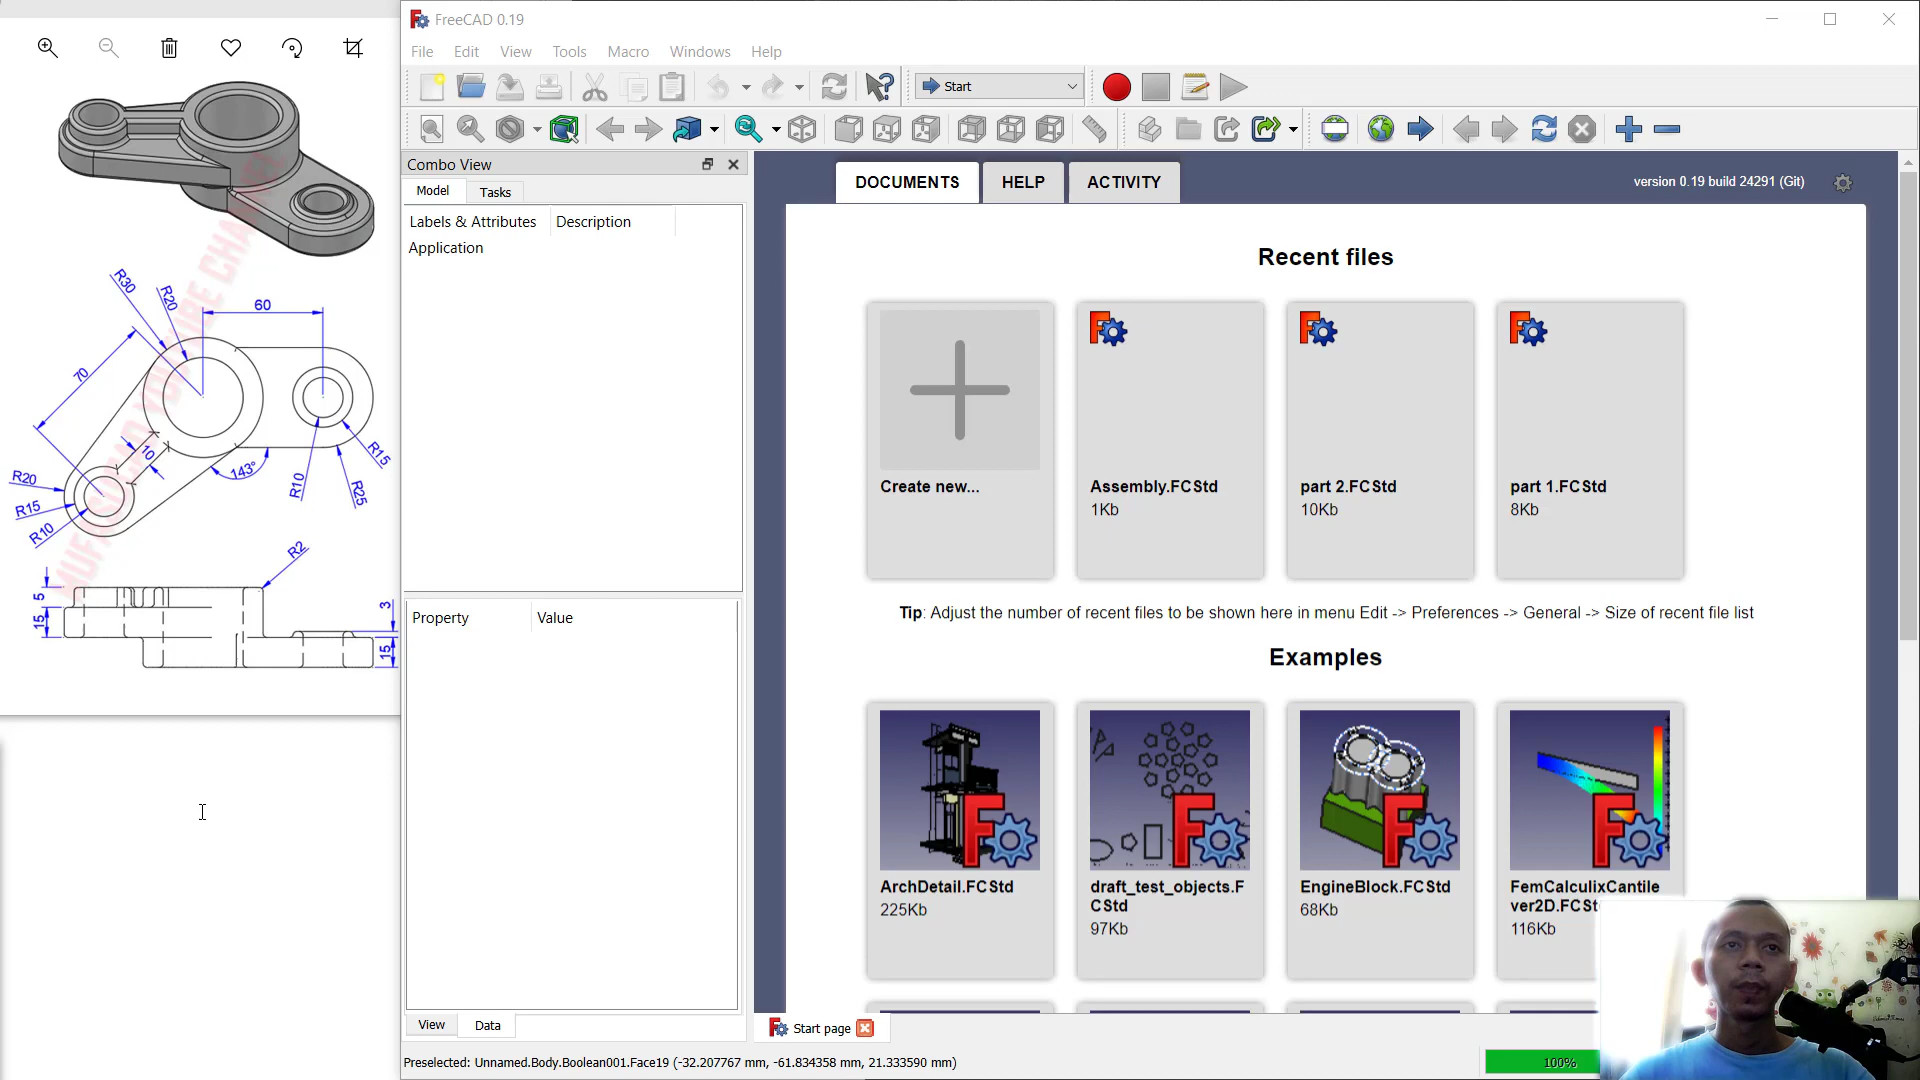 FreeCAD 0.19
File Edit View Tools Macro Windows Help
Start
Combo View
Model Tasks
Labels & Attributes Description
Application
Property Value
View Data
DOCUMENTS HELP ACTIVITY
version 0.19 build 24291 (Git)
Recent files
Create new...
Assembly.FCStd
1Kb
part 2.FCStd
10Kb
part 1.FCStd
8Kb
Tip: Adjust the number of recent files to be shown here in menu Edit -> Preferences -> General -> Size of recent file list
Examples
ArchDetail.FCStd
225Kb
draft_test_objects.F
CStd
97Kb
EngineBlock.FCStd
68Kb
FemCalculixCantile
ver2D.FCSt
116Kb
Start page
Preselected: Unnamed.Body.Boolean001.Face19 (-32.207767 mm, -61.834358 mm, 21.333590 mm)
100%
R30
R20
60
70
10
143°
R20
R15
R10
R10
R15
R25
R2
5
15
3
15